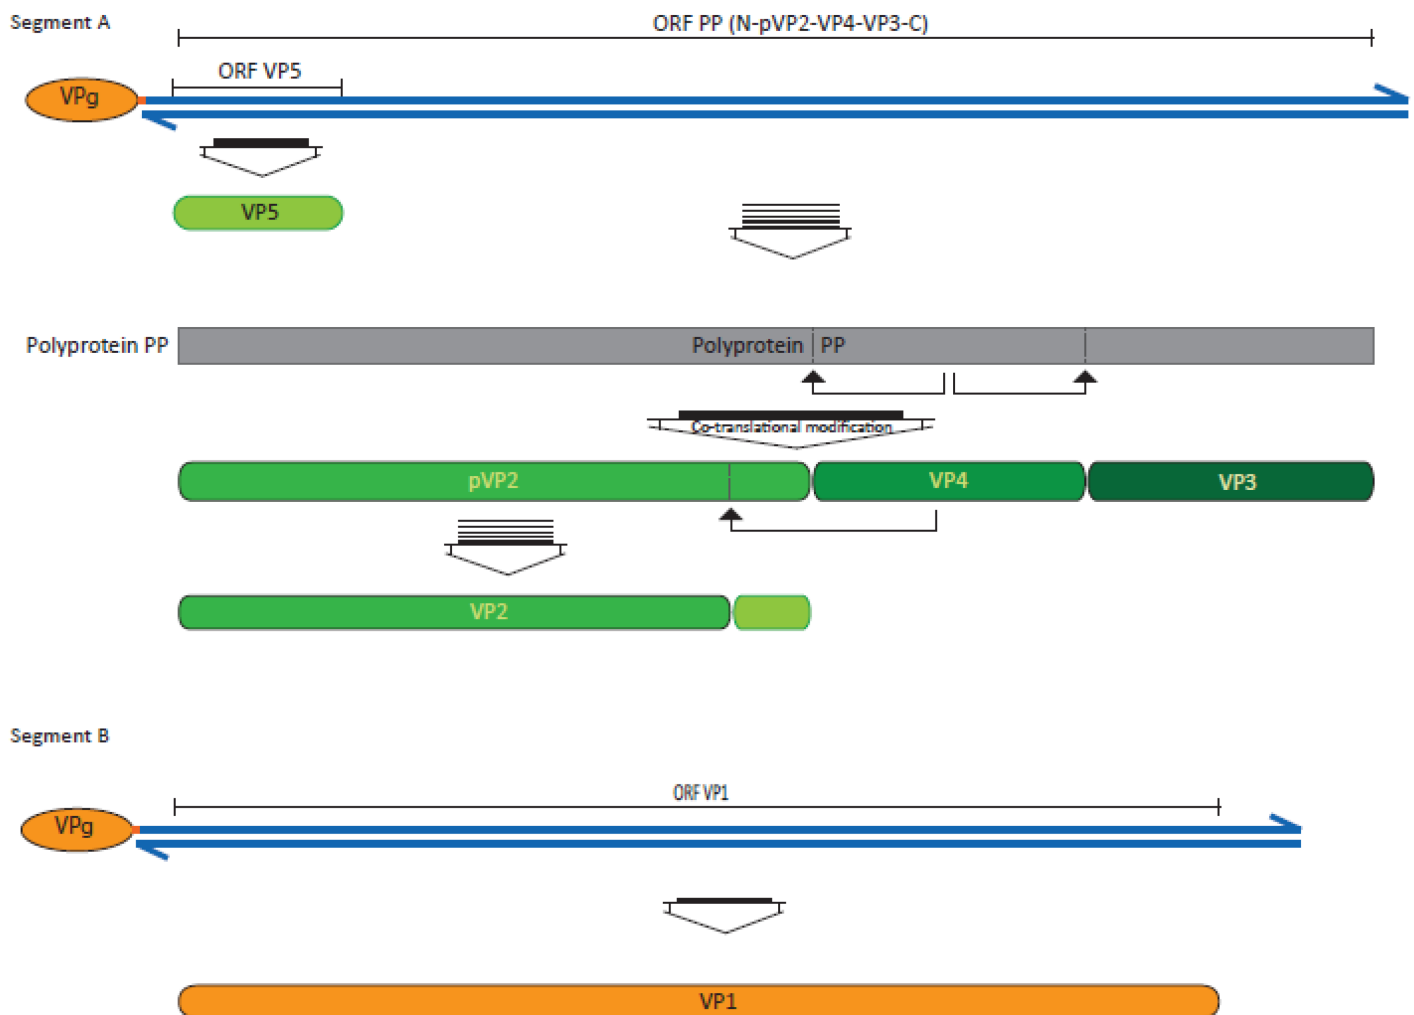 Segment A
ORF PP (N-pVP2-VP4-VP3-C)
ORF VP5
VPg
VP5
Polyprotein PP
Polyprotein PP
Co-translational modification
pVP2
VP4
VP3
VP2
Segment B
ORF VP1
VPg
VP1